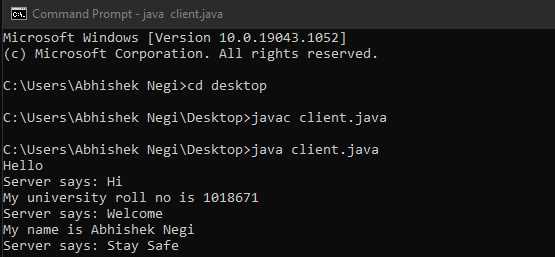 Command Prompt - java  client.java
Microsoft Windows [Version 10.0.19043.1052]
(c) Microsoft Corporation. All rights reserved.
C:\Users\Abhishek Negi>cd desktop
C:\Users\Abhishek Negi\Desktop>javac client.java
C:\Users\Abhishek Negi\Desktop>java client.java
Hello
Server says: Hi
My university roll no is 1018671
Server says: Welcome
My name is Abhishek Negi
Server says: Stay Safe